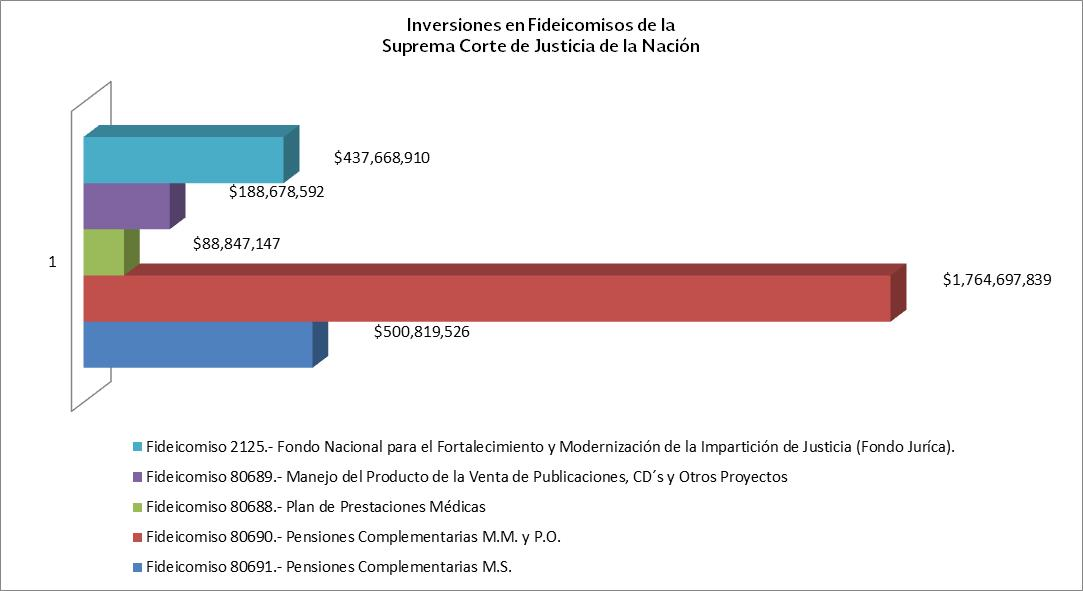 Inversiones en Fideicomisos de la
Suprema Corte de Justicia de la Nación
$437,668,910
$188,678,592
$88,847,147
1
$1,764,697,839
$500,819,526
Fideicomiso 2125.- Fondo Nacional para el Fortalecimiento y Modernización de la Impartición de Justicia (Fondo Juríca).
Fideicomiso 80689.- Manejo del Producto de la Venta de Publicaciones, CD´s y Otros Proyectos
Fideicomiso 80688.- Plan de Prestaciones Médicas
Fideicomiso 80690.- Pensiones Complementarias M.M. y P.O.
Fideicomiso 80691.- Pensiones Complementarias M.S.